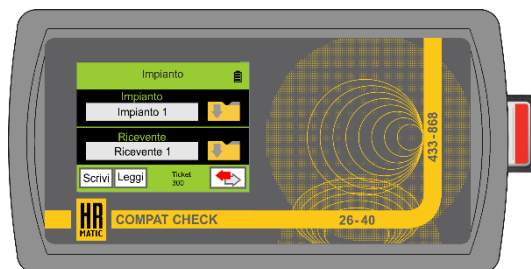 Impianto
Impianto
Impianto 1
Ricevente
Ricevente 1
Scrivi Leggi Ticket
300
433-868
HR
MATIC
COMPAT CHECK 26-40